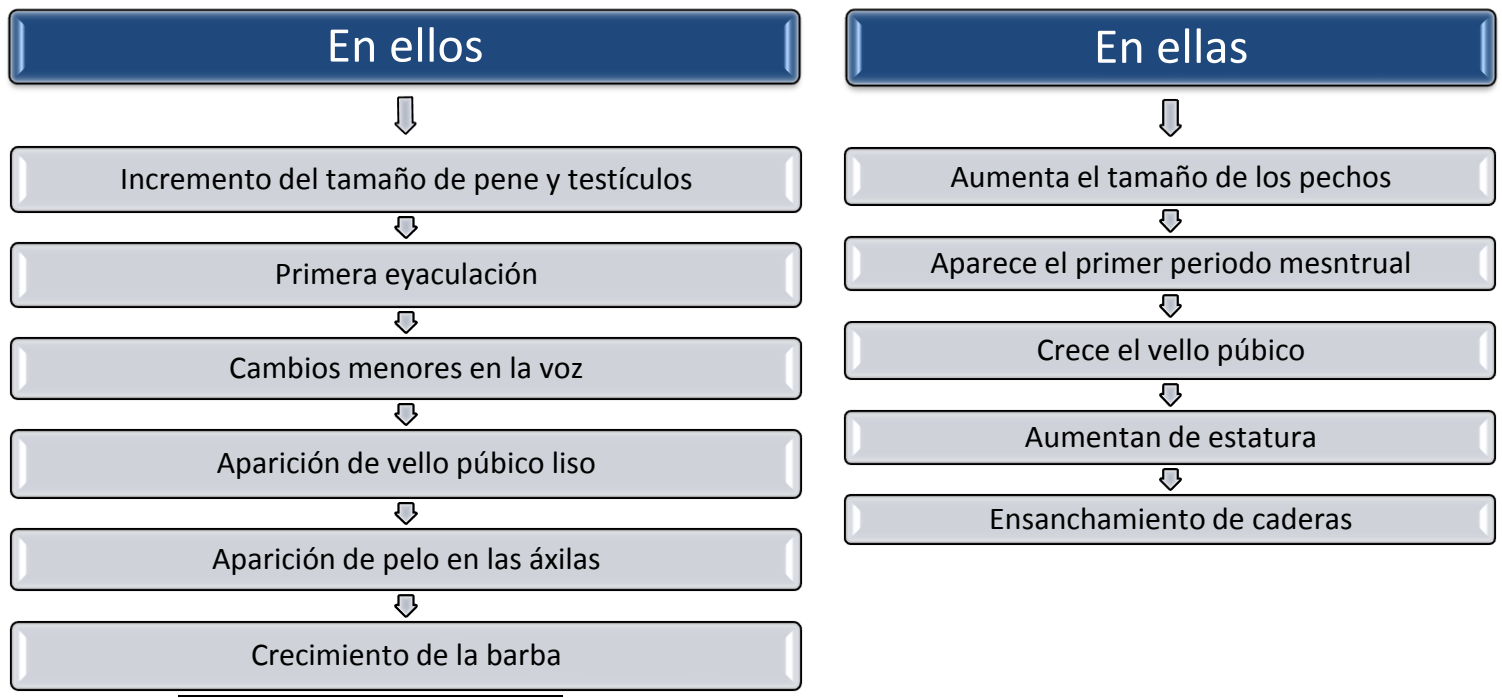 En ellos
Incremento del tamaño de pene y testículos
Primera eyaculación
Cambios menores en la voz
Aparición de vello púbico liso
Aparición de pelo en las áxilas
Crecimiento de la barba
En ellas
Aumenta el tamaño de los pechos
Aparece el primer periodo mesntrual
Crece el vello púbico
Aumentan de estatura
Ensanchamiento de caderas